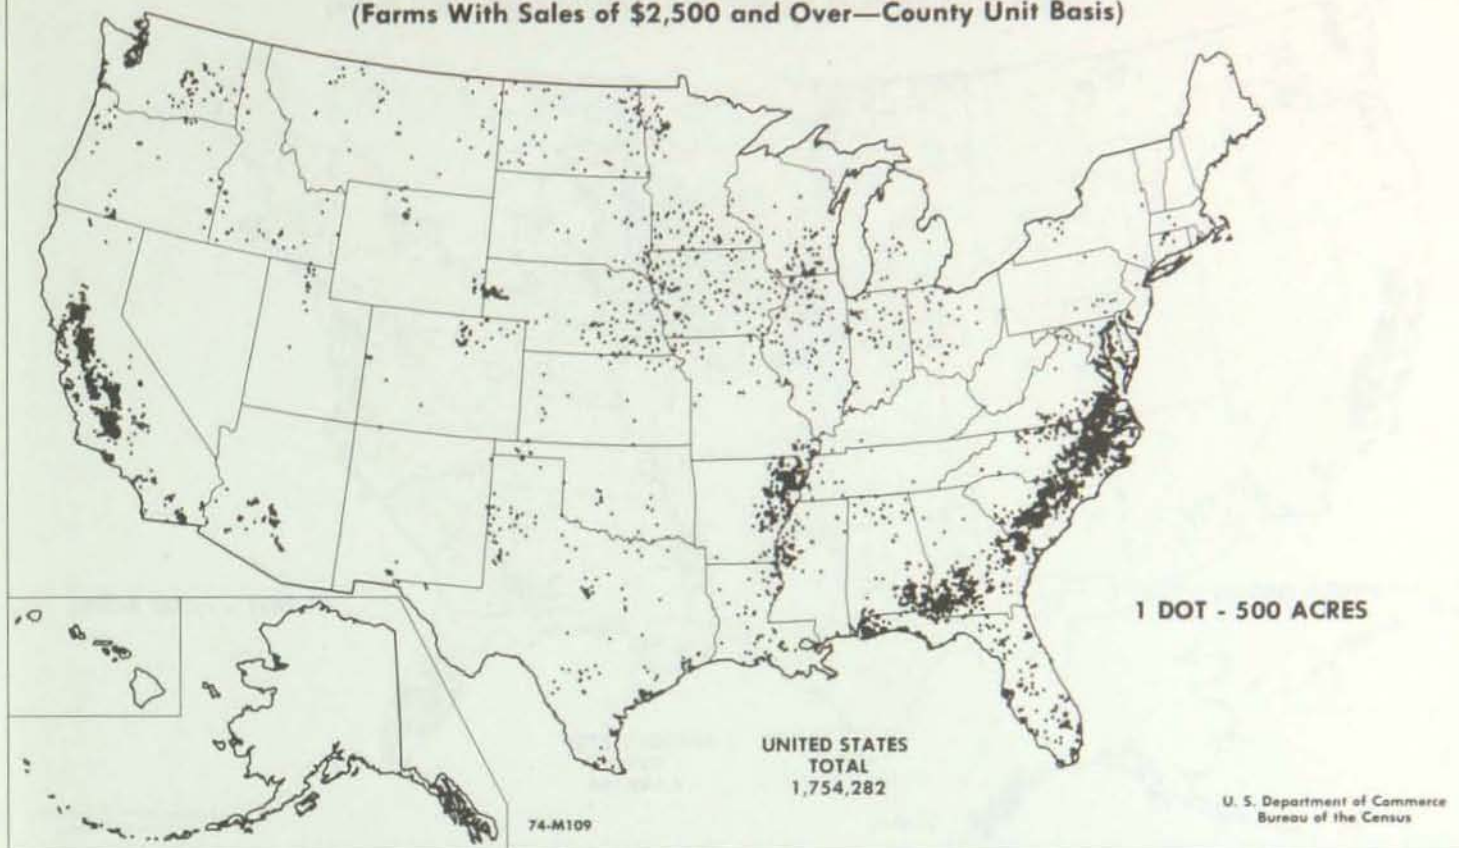 (Farms With Sales of $2,500 and Over—County Unit Basis)
1 DOT - 500 ACRES
UNITED STATES
TOTAL
1,754,282
74-M109
U. S. Department of Commerce
Bureau of the Census